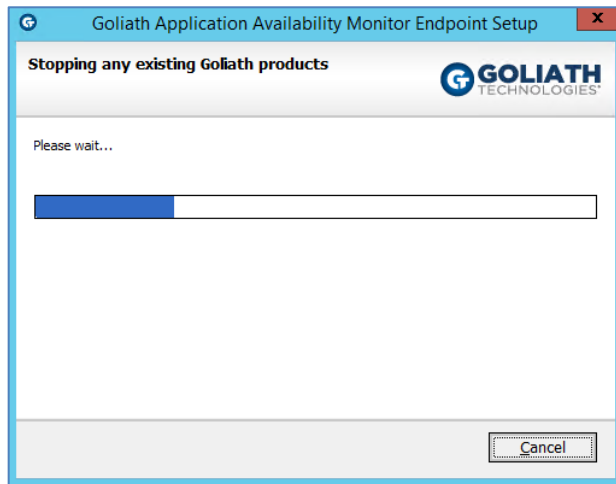 Goliath Application Availability Monitor Endpoint Setup
x
Stopping any existing Goliath products
GOLIATH
TECHNOLOGIES
Please wait...
Cancel